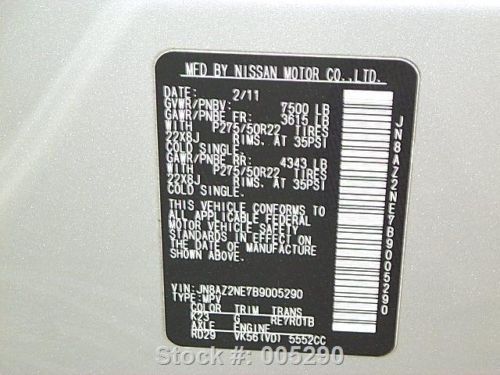 MFD BY NISSAN MOTOR CO.,LTD.
DATE: 2/11
GVWR/PNBV: 7500 LB
GAWR/PNBE FR: 3615 LB
WITH P275/50R22 TIRES
22X8J RIMS. AT 35PSI
COLD SINGLE.
GAWR/PNBE RR: 4343 LB
WITH P275/50R22 TIRES
22X8J RIMS. AT 35PSI
COLD SINGLE.
THIS VEHICLE CONFORMS TO
ALL APPLICABLE FEDERAL
MOTOR VEHICLE SAFETY
STANDARDS IN EFFECT ON
THE DATE OF MANUFACTURE
SHOWN ABOVE.
VIN: JN8AZ2NE7B9005290
TYPE: MPV
COLOR TRIM TRANS
K23 G RE7R01B
AXLE ENGINE
RD29 VK56(VD) 5552CC
JN8AZ2NE7B9005290
Stock #: 005290